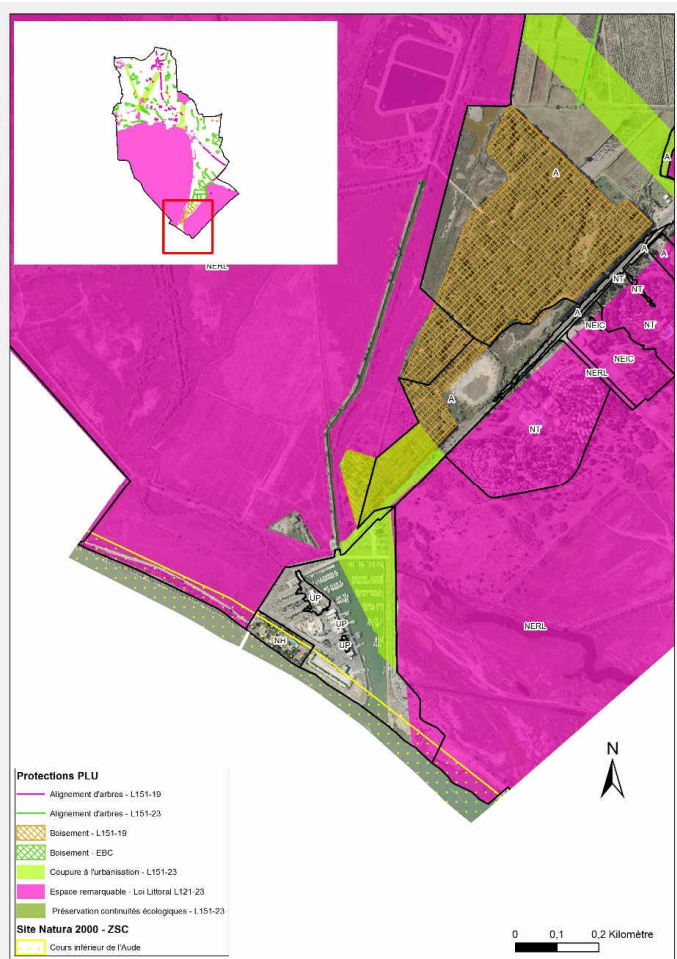 NERL
A
A
A
A
NT
NT
A
NEIC
NT
NEIC
NERL
A
NT
UP
UP
NERL
NH
UP
N
Protections PLU
Alignement d'arbres - L151-19
Alignement d'arbres - L151-23
Boisement - L151-19
Boisement - EBC
Coupure à l'urbanisation - L151-23
Espace remarquable - Loi Littoral L121-23
Préservation continuités écologiques - L151-23
Site Natura 2000 - ZSC
Cours inférieur de l'Aude
0 0,1 0,2 Kilomètre